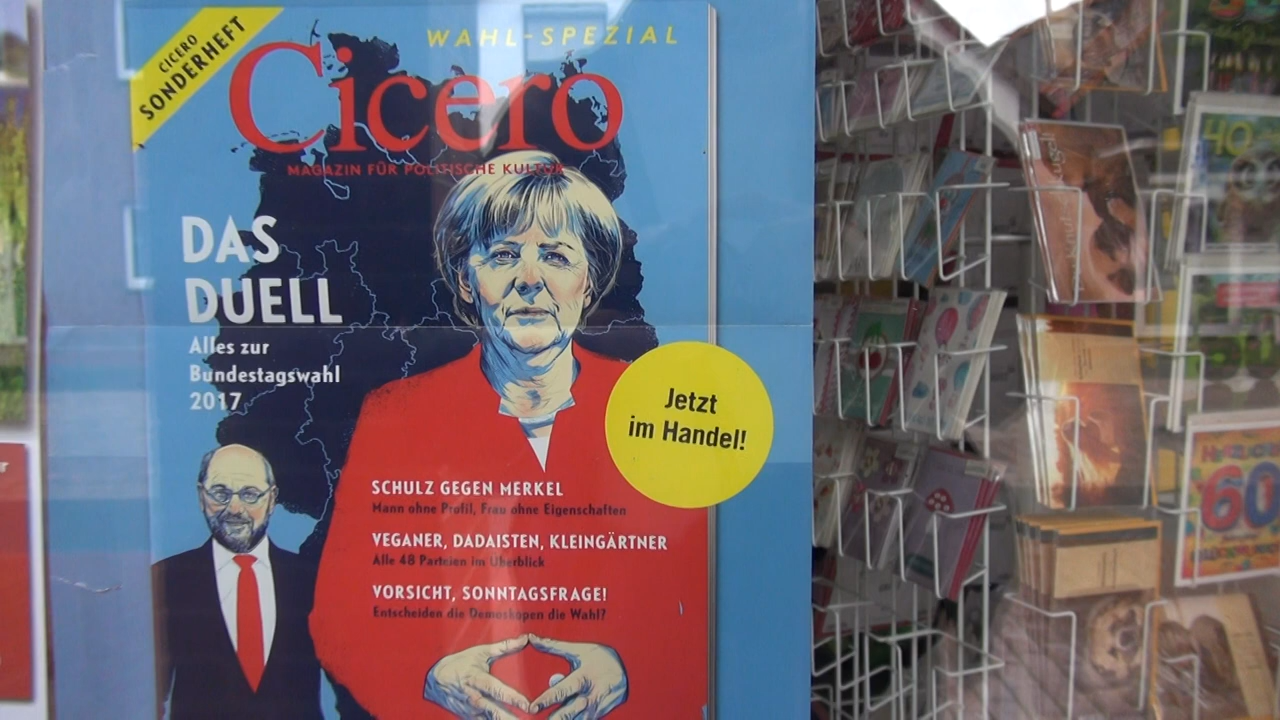 CICERO
SONDERHEFT
WAHL-SPEZIAL
Cicero
MAGAZIN FÜR POLITISCHE KULTUR
DAS
DUELL
Alles zur
Bundestagswahl
2017
Jetzt
im Handel!
SCHULZ GEGEN MERKEL
Mann ohne Profil, Frau ohne Eigenschaften
VEGANER, DADAISTEN, KLEINGÄRTNER
Alle 48 Parteien im Überblick
VORSICHT, SONNTAGSFRAGE!
Entscheiden die Demoskopen die Wahl?
40
60